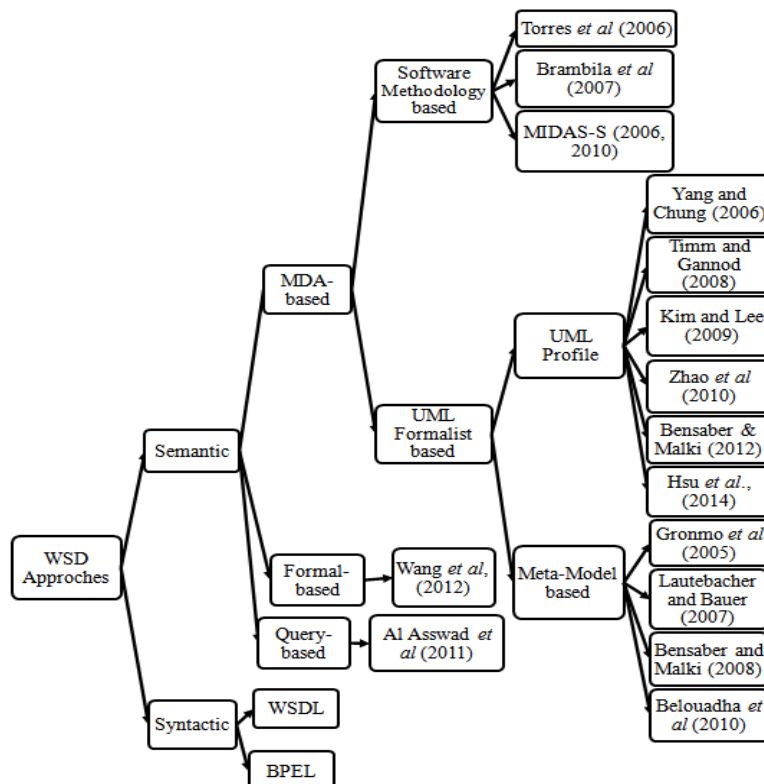 Torres et al (2006)
Software
Methodology
based
Brambila et al
(2007)
MIDAS-S (2006,
2010)
Yang and
Chung (2006)
MDA-
based
Timm and
Gannod
(2008)
UML
Profile
Kim and Lee
(2009)
Zhao et al
(2010)
UML
Formalist
based
Bensaber &
Malki (2012)
Semantic
Hsu et al.,
(2014)
WSD
Approches
Formal-
based
Wang et al,
(2012)
Meta-Model
based
Gronmo et al
(2005)
Lautebacher
and Bauer
(2007)
Query-
based
Al Asswad et
al (2011)
Bensaber and
Malki (2008)
Syntactic
WSDL
Belouadha et
al (2010)
BPEL